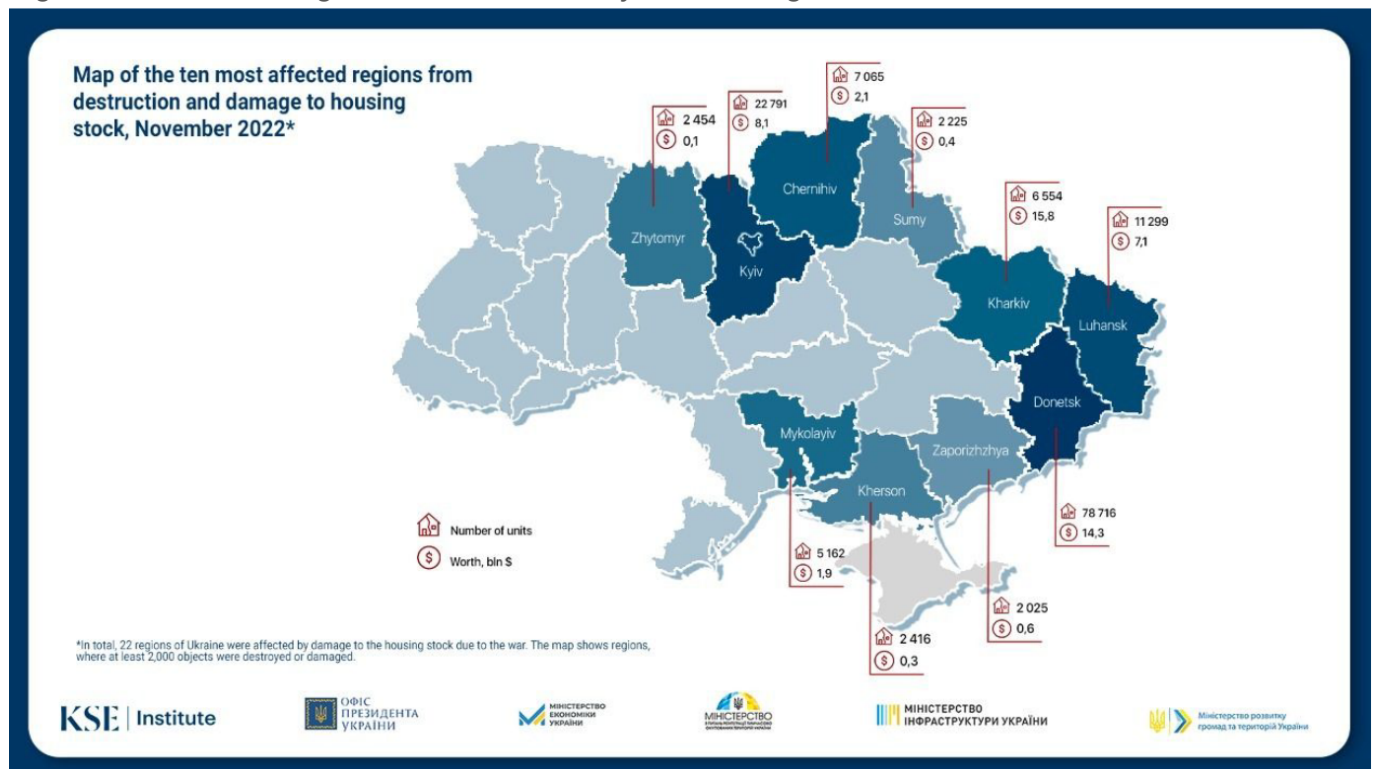 Map of the ten most affected regions from
destruction and damage to housing
stock, November 2022*
7 065
2,1
22 791
8,1
2 454
0,1
2 225
0,4
6 554
15,8
11 299
7,1
Chernihiv
Sumy
Zhytomyr
Kyiv
Kharkiv
Luhansk
Donetsk
Mykolayiv
Zaporizhzhya
Kherson
78 716
14,3
Number of units
$ Worth, bln $
5 162
1,9
2 025
0,6
2 416
0,3
*In total, 22 regions of Ukraine were affected by damage to the housing stock due to the war. The map shows regions,
where at least 2,000 objects were destroyed or damaged.
KSE Institute
ОФІС
ПРЕЗИДЕНТА
УКРАЇНИ
МІНІСТЕРСТВО
ЕКОНОМІКИ
УКРАЇНИ
МІНІСТЕРСТВО
МІНІСТЕРСТВО
ІНФРАСТРУКТУРИ УКРАЇНИ
Міністерство розвитку
громад та територій України